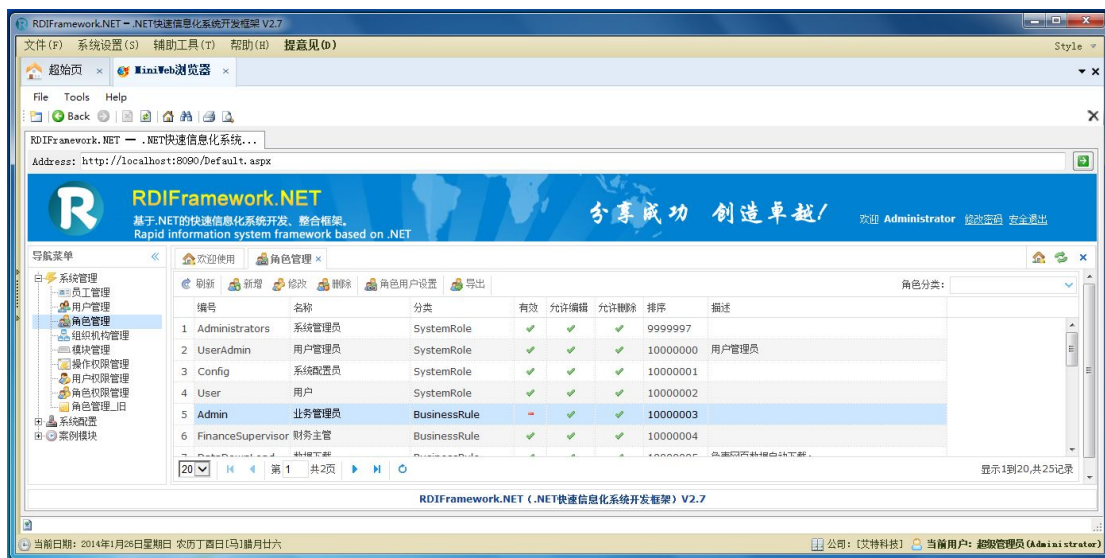 RDIFramework.NET - .NET快速信息化系统开发框架 V2.7
文件(F) 系统设置(S) 辅助工具(T) 帮助(H) 提意见(D) Style
超始页 × MiniWeb浏览器 ×
File Tools Help
Back
RDIFramework.NET — .NET快速信息化系统...
Address: http://localhost:8090/Default.aspx
RDIFramework.NET
基于.NET的快速信息化系统开发、整合框架。
Rapid information system framework based on .NET
分享成功 创造卓越!
欢迎 Administrator 修改密码 安全退出
导航菜单 «
系统管理
员工管理
用户管理
角色管理
组织机构管理
模块管理
操作权限管理
用户权限管理
角色权限管理
角色管理_旧
系统配置
案例模块
欢迎使用 角色管理 ×
刷新 新增 修改 删除 角色用户设置 导出 角色分类:
编号 名称 分类 有效 允许编辑 允许删除 排序 描述
1 Administrators 系统管理员 SystemRole 9999997
2 UserAdmin 用户管理员 SystemRole 10000000 用户管理员
3 Config 系统配置员 SystemRole 10000001
4 User 用户 SystemRole 10000002
5 Admin 业务管理员 BusinessRule 10000003
6 FinanceSupervisor 财务主管 BusinessRule 10000004
20 第 1 共2页 显示1到20,共25记录
RDIFramework.NET (.NET快速信息化系统开发框架) V2.7
当前日期: 2014年1月26日星期日 农历丁酉日[马]腊月廿六 公司: [艾特科技] 当前用户: 超级管理员(Administrator)